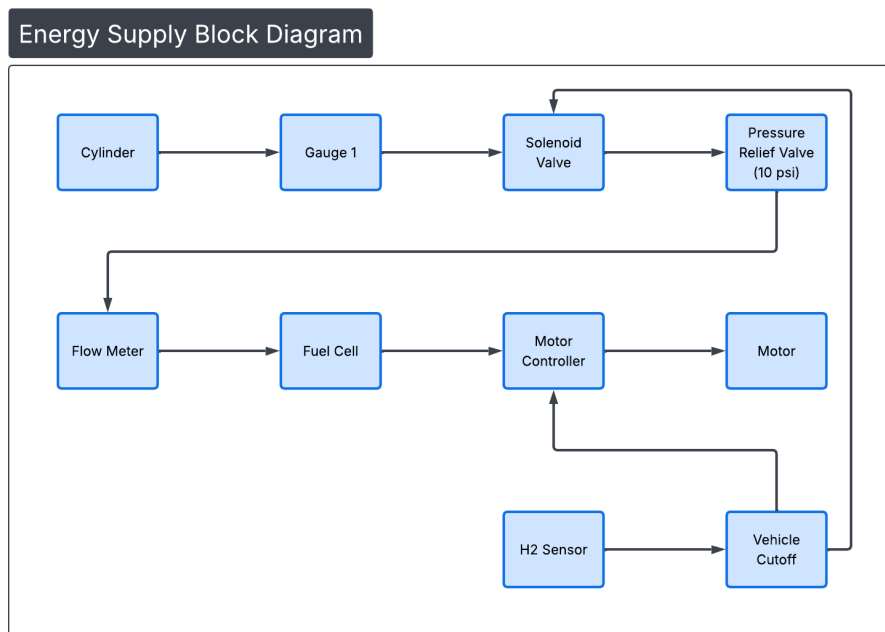 Energy Supply Block Diagram
Cylinder
Gauge 1
Solenoid
Valve
Pressure
Relief Valve
(10 psi)
Flow Meter
Fuel Cell
Motor
Controller
Motor
H2 Sensor
Vehicle
Cutoff